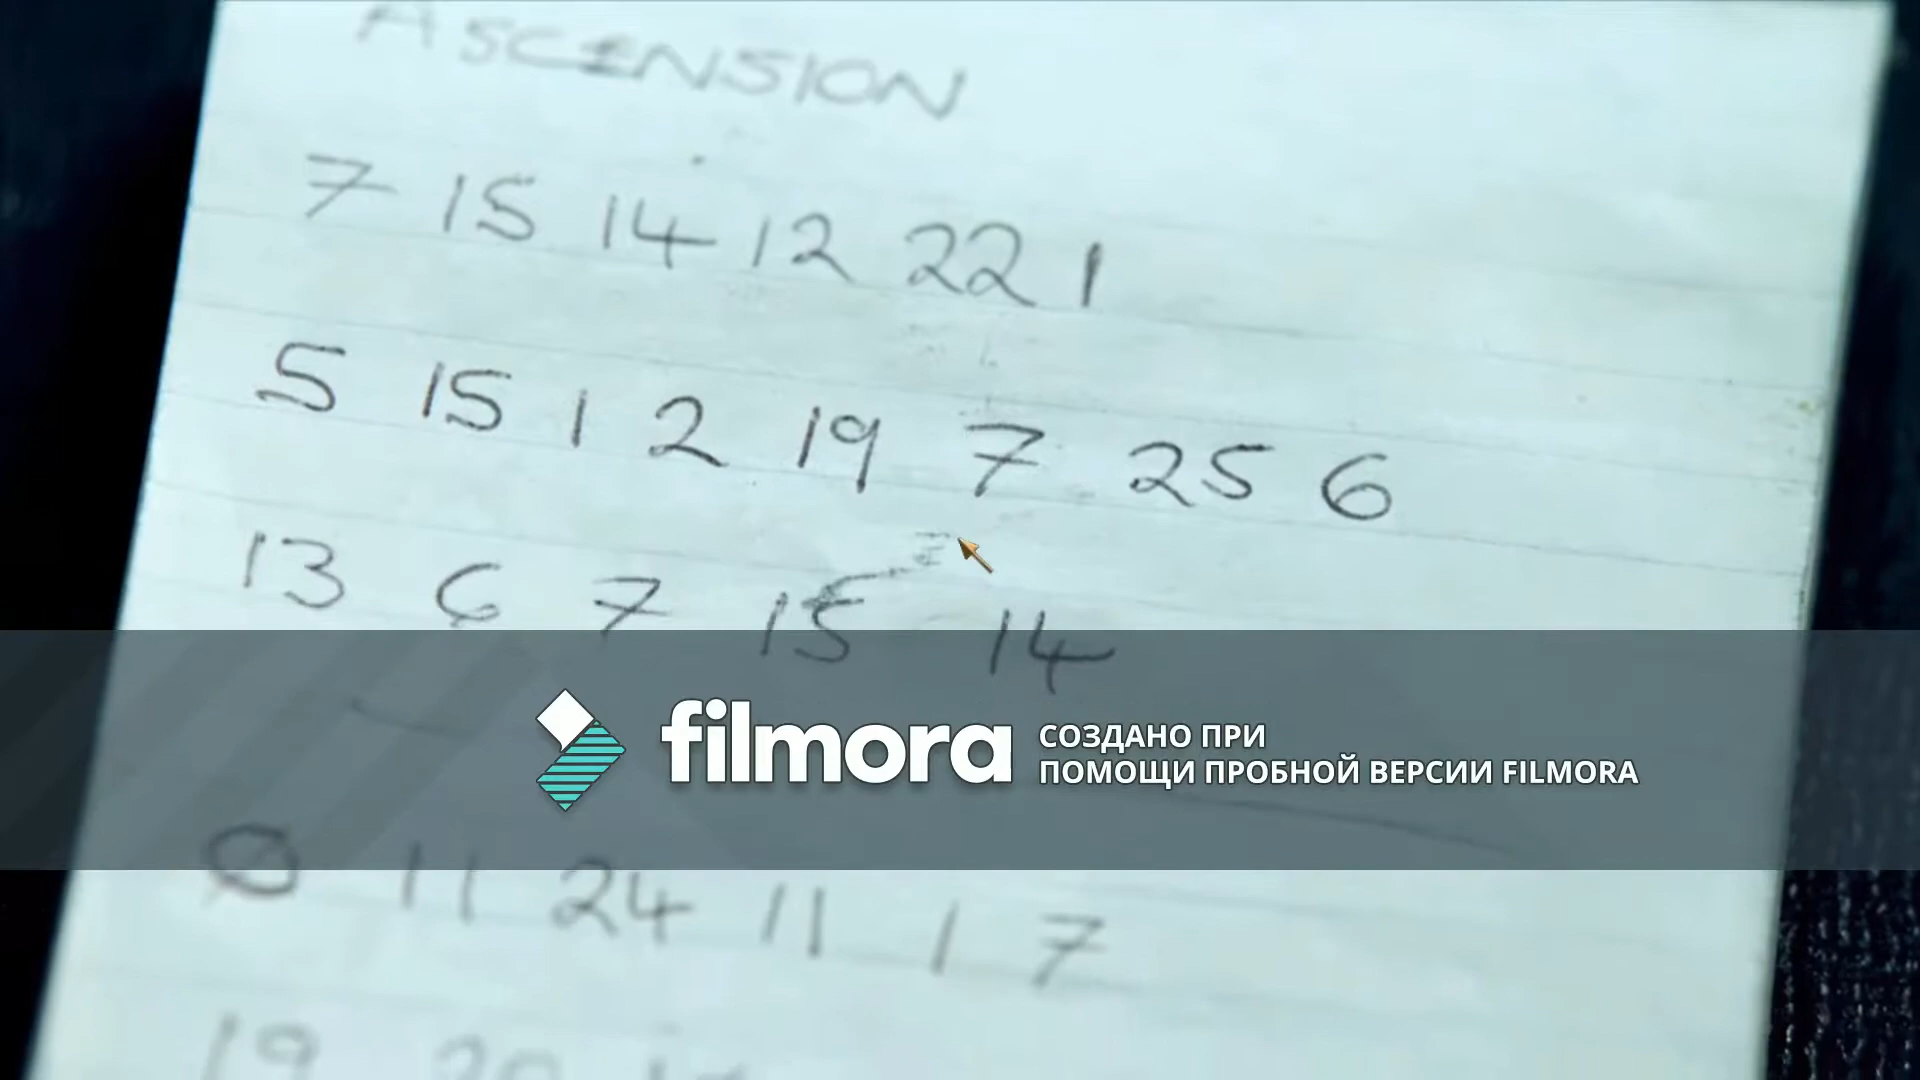 ASCENSION
7 15 14 12 22 1
5 15 1 2 19 7 25 6
13 6 7 15 14
filmora
СОЗДАНО ПРИ
ПОМОЩИ ПРОБНОЙ ВЕРСИИ FILMORA
0 11 24 11 1 7
19